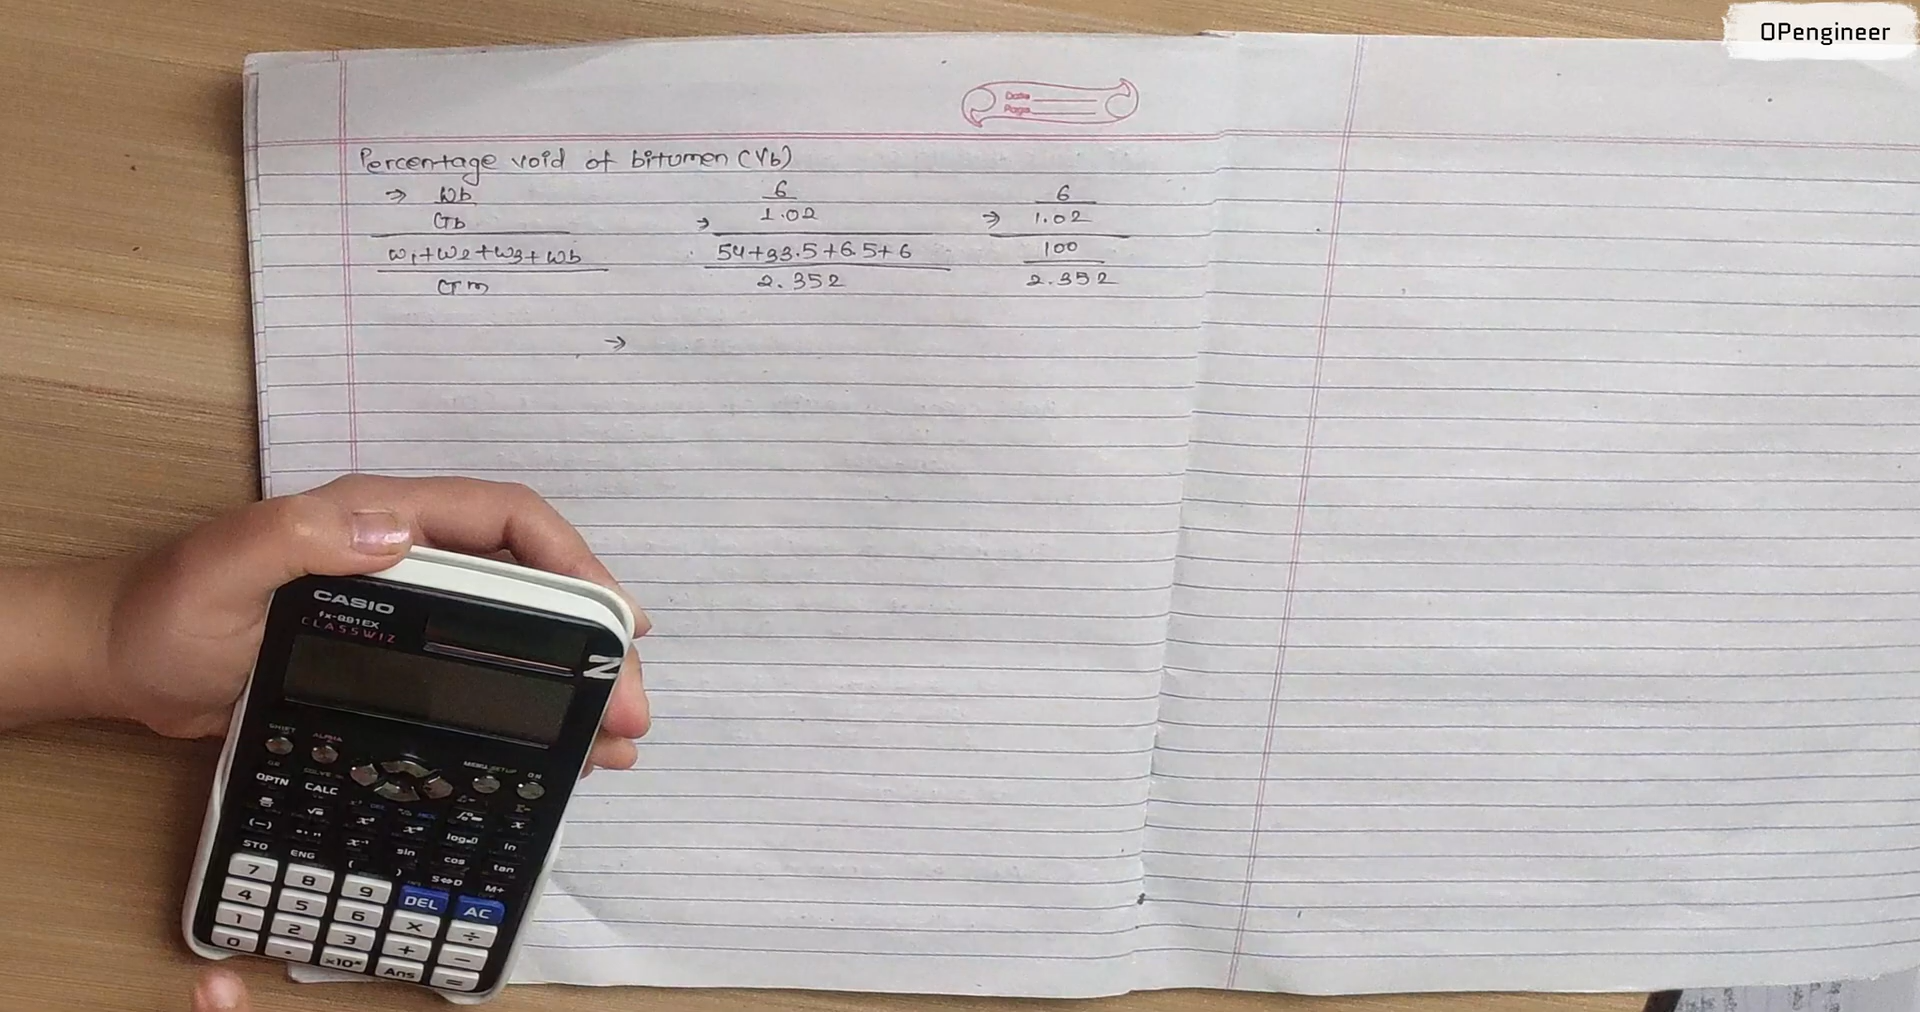 OPengineer
Date
Page
Percentage void of bitumen (Vb)
→ Wb / Gb / W1+W2+W3+Wb / Gm
→ 6 / 1.02 / 54+33.5+6.5+6 / 2.352
→ 6 / 1.02 / 100 / 2.352
→
CASIO
fx-991EX
CLASSWIZ
SHIFT ALPHA MENU SETUP ON
OPTN CALC
SOLVE
x² log ln
(-) x⁻¹ sin cos tan
STO ENG ( ) S⇔D M+
7 8 9 DEL AC
4 5 6 × ÷
1 2 3 + −
0 . ×10ˣ Ans =